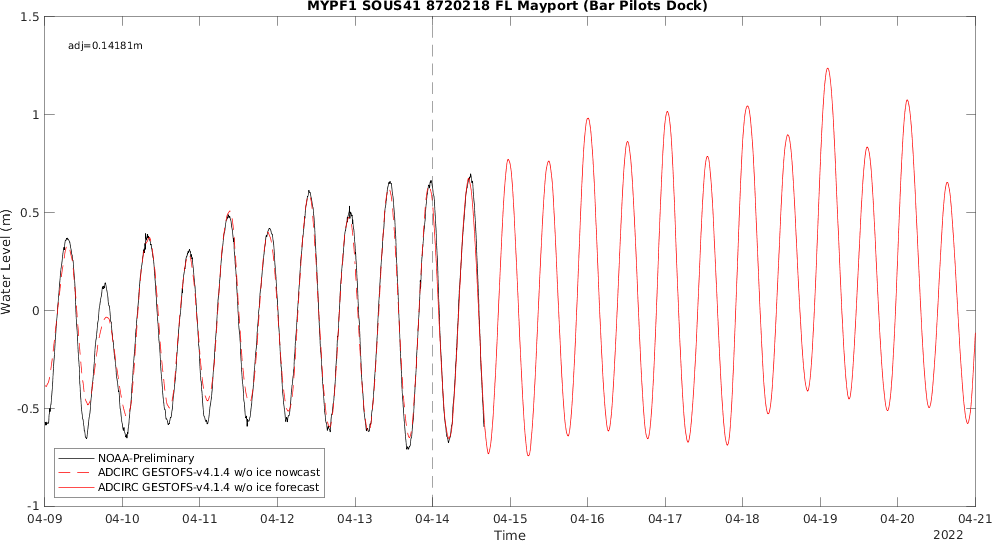 MYPF1 SOUS41 8720218 FL Mayport (Bar Pilots Dock)
adj=0.14181m
1.5
1
0.5
0
-0.5
-1
Water Level (m)
NOAA-Preliminary
ADCIRC GESTOFS-v4.1.4 w/o ice nowcast
ADCIRC GESTOFS-v4.1.4 w/o ice forecast
04-09 04-10 04-11 04-12 04-13 04-14 04-15 04-16 04-17 04-18 04-19 04-20 04-21
Time
2022